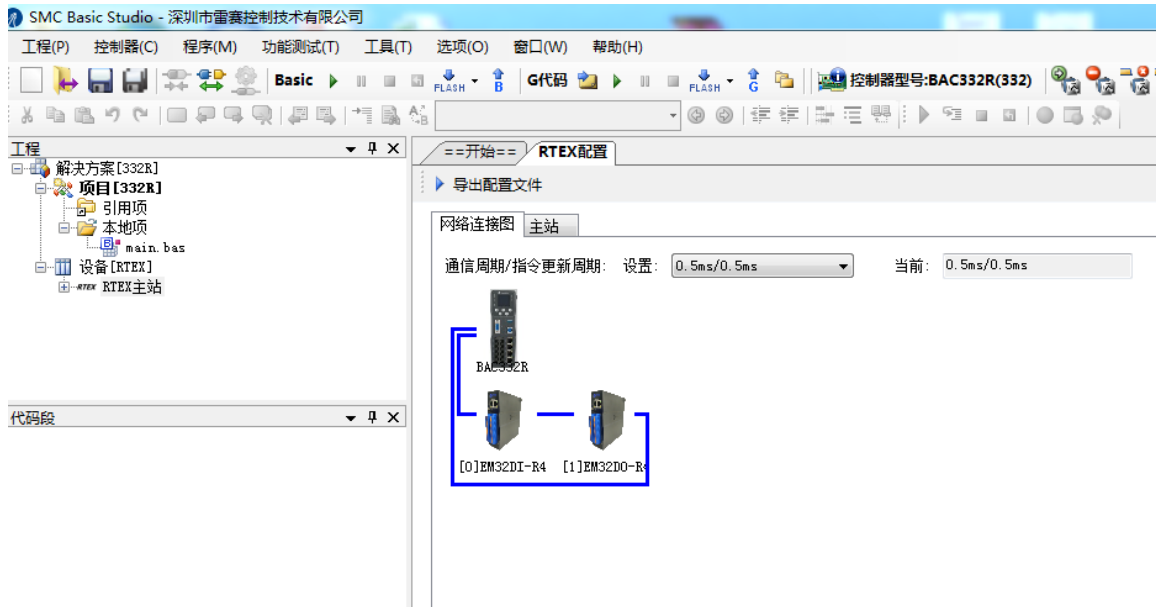 SMC Basic Studio - 深圳市雷赛控制技术有限公司
工程(P) 控制器(C) 程序(M) 功能测试(T) 工具(T) 选项(O) 窗口(W) 帮助(H)
Basic FLASH B G代码 FLASH G 控制器型号:BAC332R(332)
工程
==开始== RTEX配置
解决方案[332R]
项目[332R]
引用项
本地项
main.bas
设备[RTEX]
RTEX RTEX主站
导出配置文件
网络连接图 主站
通信周期/指令更新周期: 设置: 0.5ms/0.5ms 当前: 0.5ms/0.5ms
BAC332R
[0]EM32DI-R4 [1]EM32DO-R4
代码段